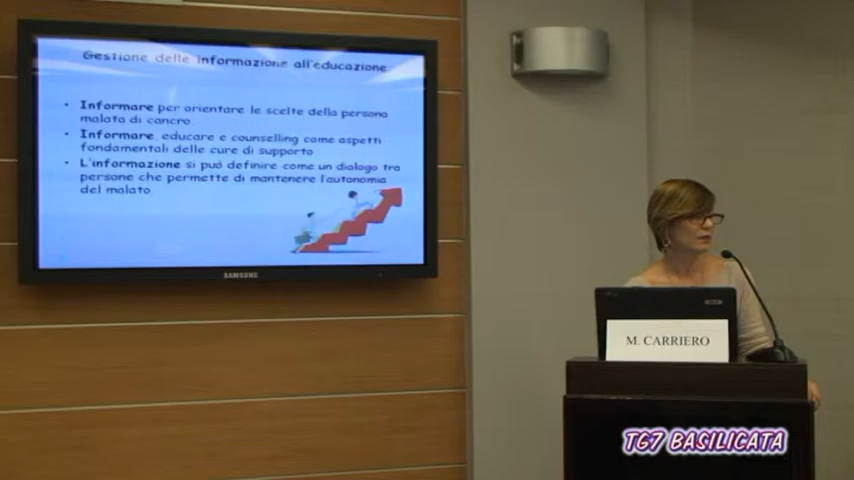 Gestione delle informazione all'educazione
• Informare per orientare le scelte della persona
malata di cancro
• Informare, educare e counselling come aspetti
fondamentali delle cure di supporto
• L'informazione si può definire come un dialogo tra
persone che permette di mantenere l'autonomia
del malato
SAMSUNG
M. CARRIERO
TG7 BASILICATA